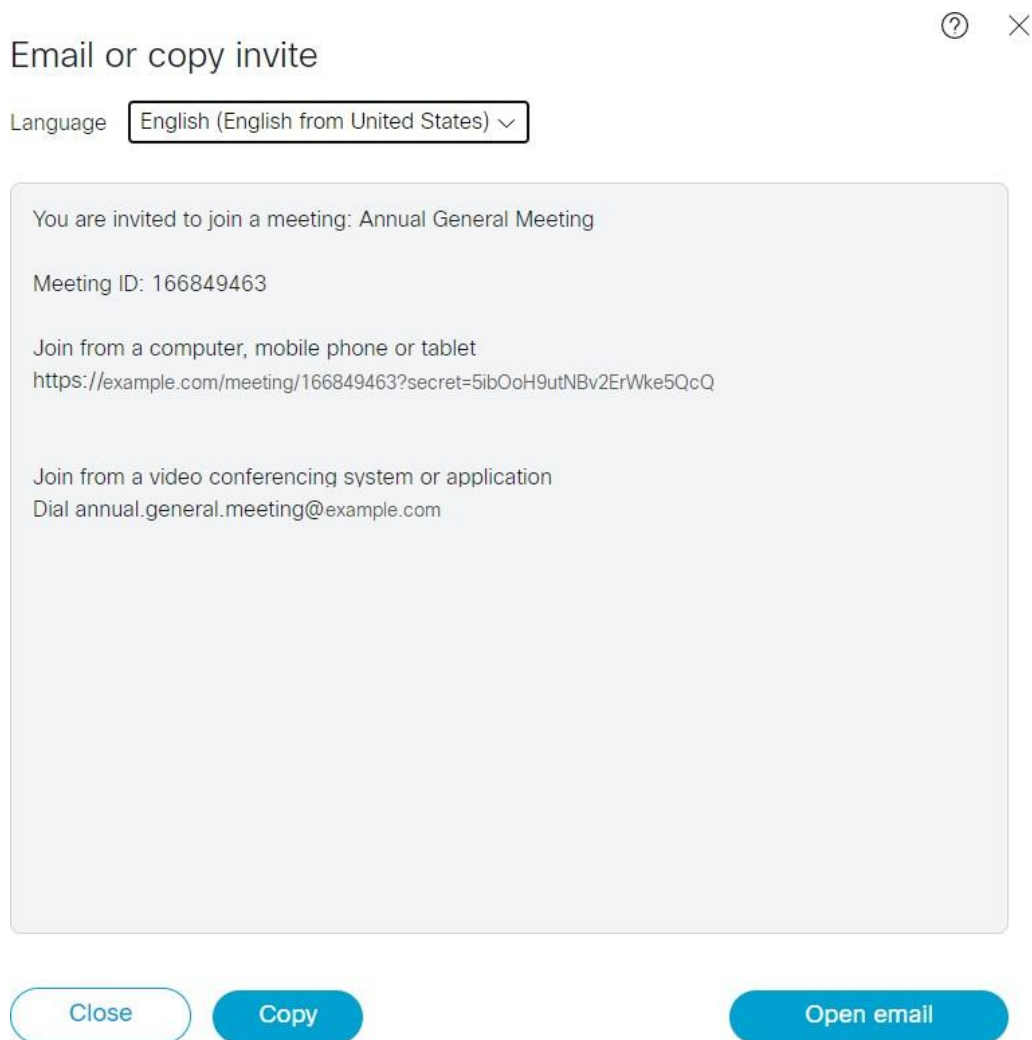 Email or copy invite
Language English (English from United States)
You are invited to join a meeting: Annual General Meeting
Meeting ID: 166849463
Join from a computer, mobile phone or tablet
https://example.com/meeting/166849463?secret=5ibOoH9utNBv2ErWke5QcQ
Join from a video conferencing system or application
Dial annual.general.meeting@example.com
Close Copy Open email